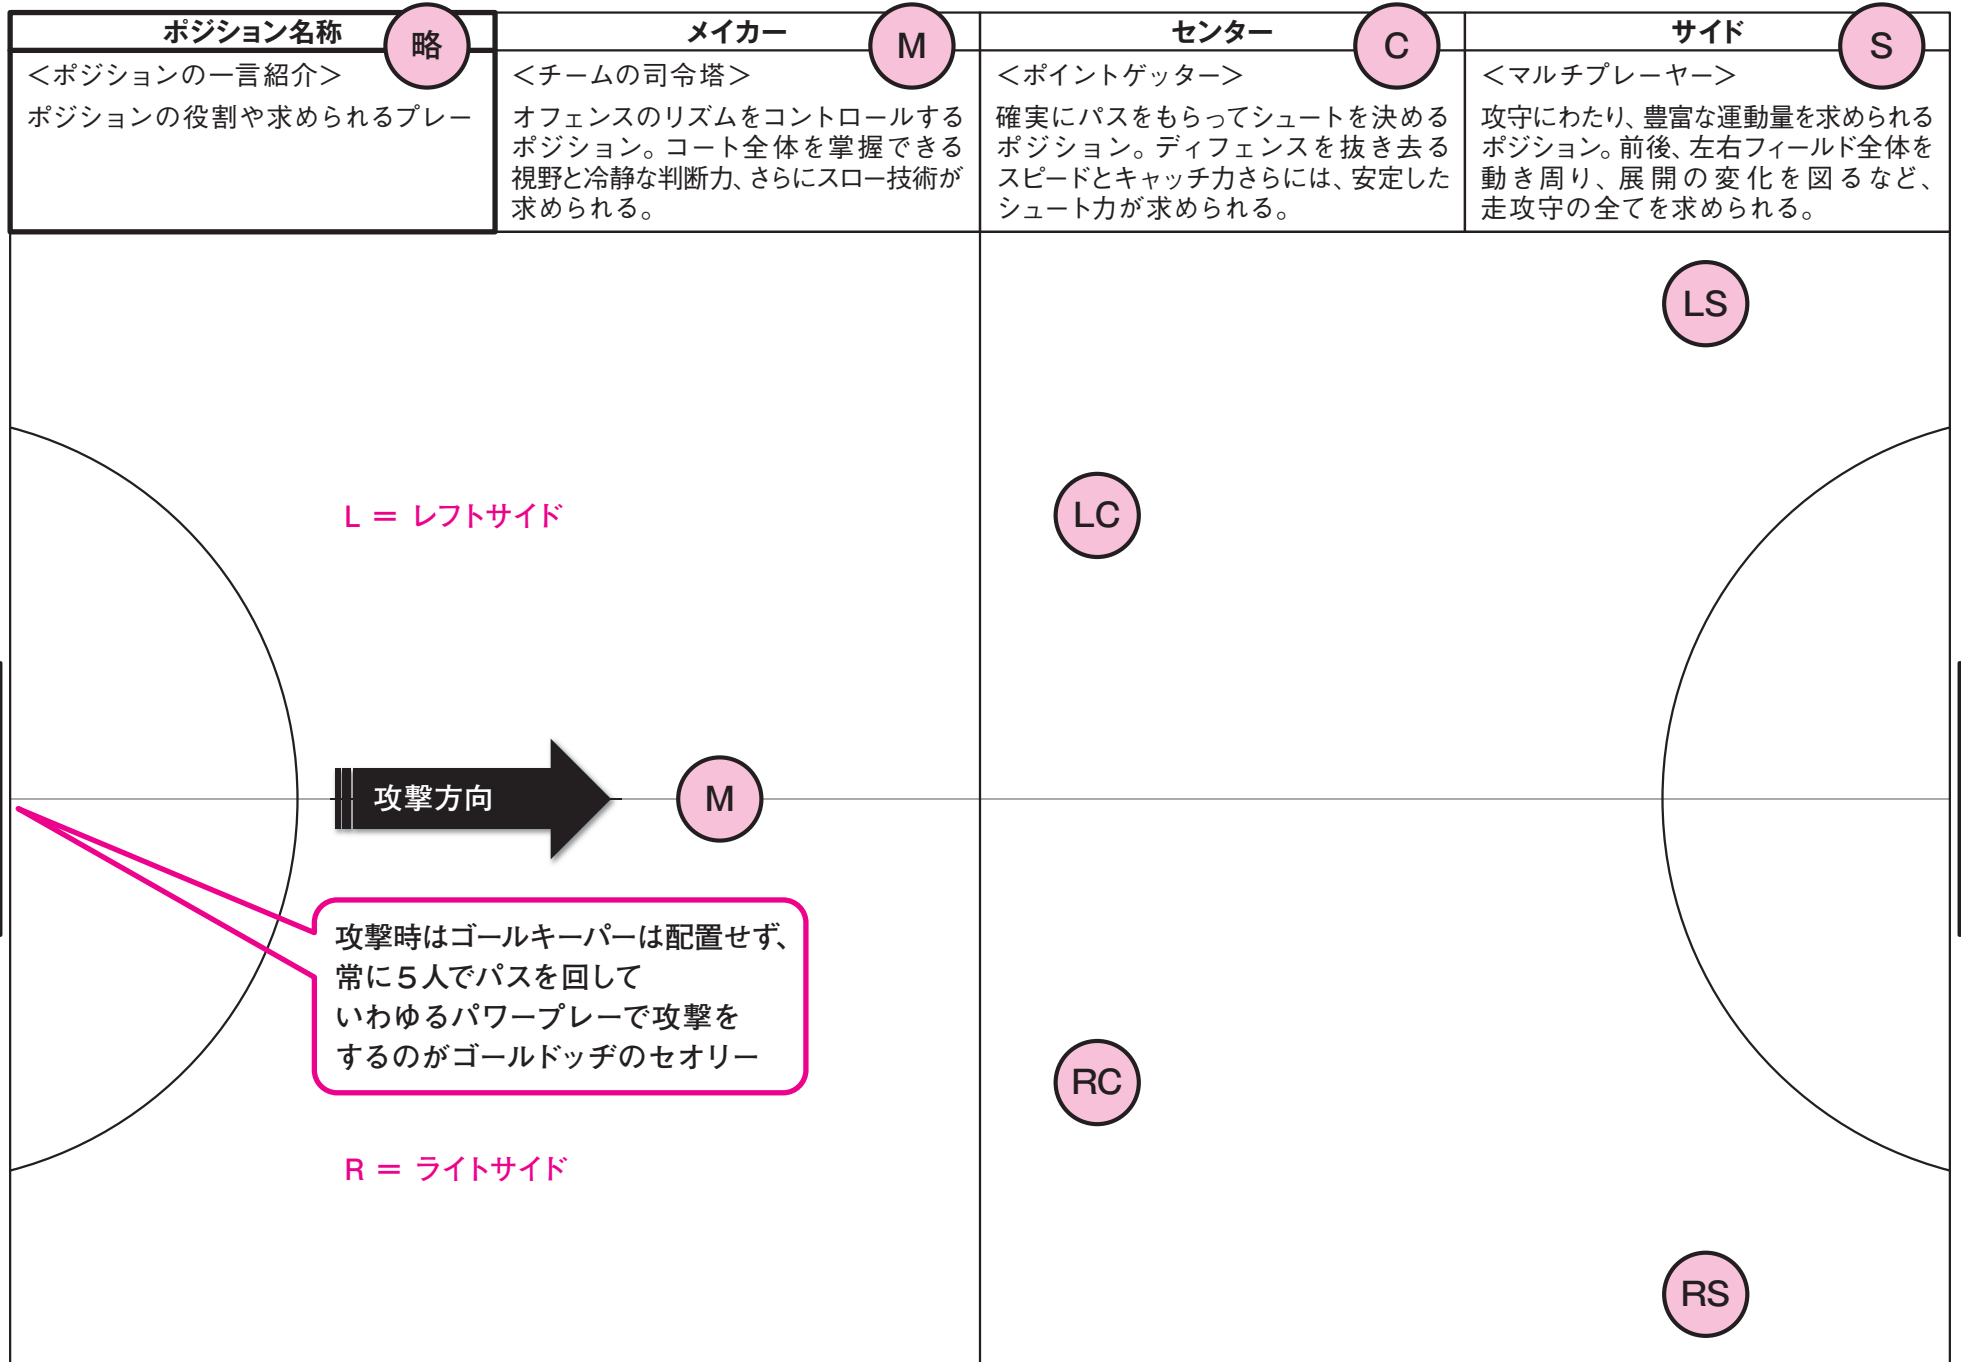 ポジション名称
略
＜ポジションの一言紹介＞
ポジションの役割や求められるプレー
メイカー
M
＜チームの司令塔＞
オフェンスのリズムをコントロールする
ポジション。コート全体を掌握できる
視野と冷静な判断力、さらにスロー技術が
求められる。
センター
C
＜ポイントゲッター＞
確実にパスをもらってシュートを決める
ポジション。ディフェンスを抜き去る
スピードとキャッチ力さらには、安定した
シュート力が求められる。
サイド
S
＜マルチプレーヤー＞
攻守にわたり、豊富な運動量を求められる
ポジション。前後、左右フィールド全体を
動き周り、展開の変化を図るなど、
走攻守の全てを求められる。
LS
L ＝ レフトサイド
LC
攻撃方向
M
攻撃時はゴールキーパーは配置せず、
常に５人でパスを回して
いわゆるパワープレーで攻撃を
するのがゴールドッヂのセオリー
RC
R ＝ ライトサイド
RS